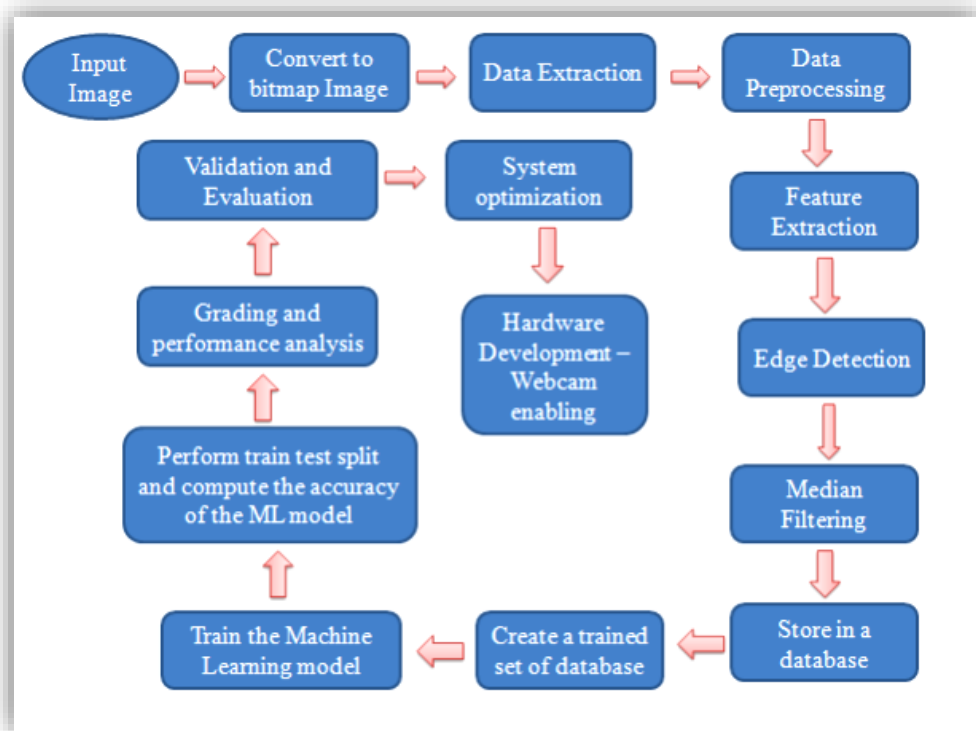 Input
Image
Convert to
bitmap Image
Data Extraction
Data
Preprocessing
Feature
Extraction
Edge Detection
Median
Filtering
Store in a
database
Create a trained
set of database
Train the Machine
Learning model
Perform train test split
and compute the accuracy
of the ML model
Grading and
performance analysis
Validation and
Evaluation
System
optimization
Hardware
Development –
Webcam
enabling